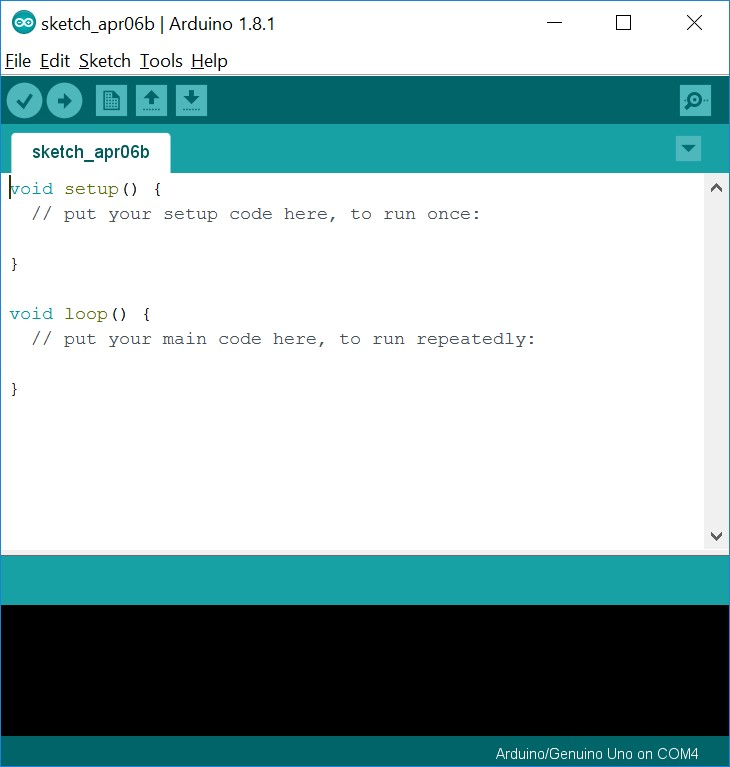 sketch_apr06b | Arduino 1.8.1
File Edit Sketch Tools Help
sketch_apr06b
void setup() {
  // put your setup code here, to run once:

}

void loop() {
  // put your main code here, to run repeatedly:

}
Arduino/Genuino Uno on COM4